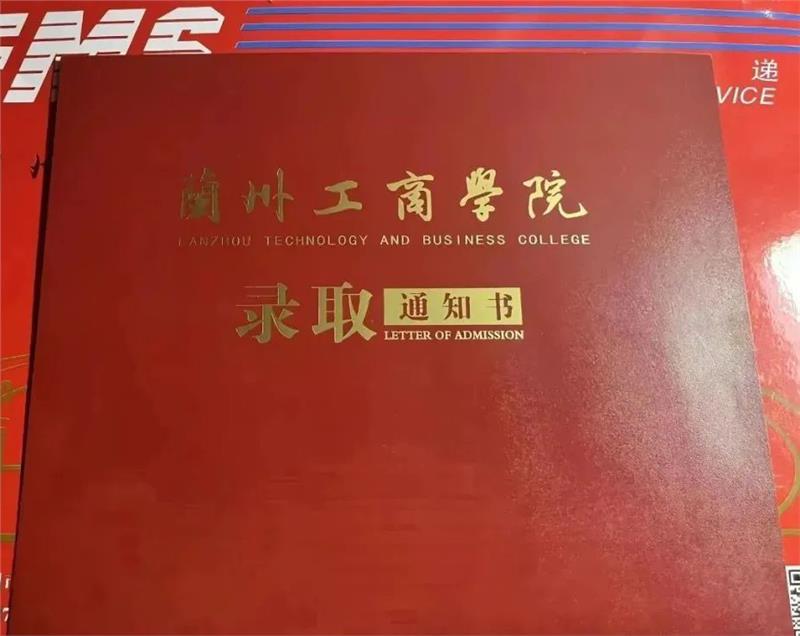 EMS
递
VICE
蘭州工商學院
LANZHOU TECHNOLOGY AND BUSINESS COLLEGE
录取 通知书
LETTER OF ADMISSION